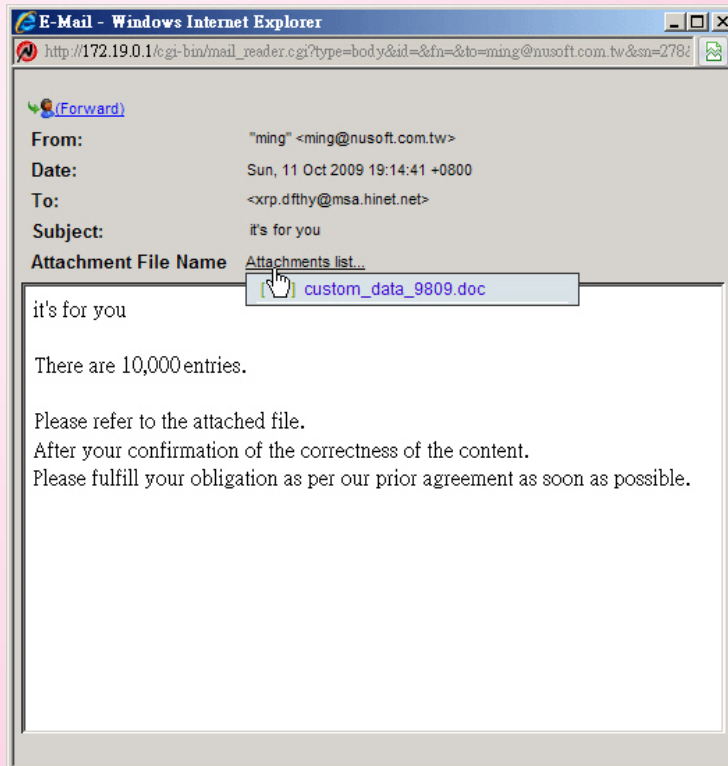 E-Mail - Windows Internet Explorer
http://172.19.0.1/cgi-bin/mail_reader.cgi?type=body&id=&fn=&to=ming@nusoft.com.tw&sn=278&
(Forward)
From: "ming" <ming@nusoft.com.tw>
Date: Sun, 11 Oct 2009 19:14:41 +0800
To: <xrp.dfthy@msa.hinet.net>
Subject: it's for you
Attachment File Name Attachments list...
[ ] custom_data_9809.doc
it's for you
There are 10,000 entries.
Please refer to the attached file.
After your confirmation of the correctness of the content.
Please fulfill your obligation as per our prior agreement as soon as possible.